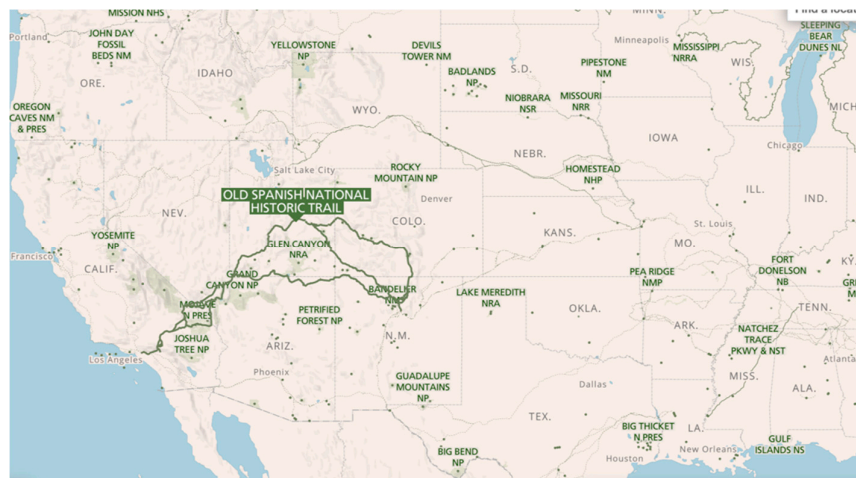 Find a locat
MISSION NHS
MINN.
SLEEPING
BEAR
DUNES NL
Portland
JOHN DAY
FOSSIL
BEDS NM
YELLOWSTONE
NP
DEVILS
TOWER NM
Minneapolis
MISSISSIPPI
NRRA
WIS.
ORE.
IDAHO
S.D.
BADLANDS
NP
PIPESTONE
NM
OREGON
CAVES NM
& PRES
WYO.
NIOBRARA
NSR
MISSOURI
NRR
MICH
IOWA
Chicago
NEBR.
Salt Lake City
ROCKY
MOUNTAIN NP
HOMESTEAD
NHP
OLD SPANISH NATIONAL
HISTORIC TRAIL
Denver
ILL.
IND.
NEV.
COLO.
YOSEMITE
NP
KANS.
St. Louis
MO.
Francisco
GLEN CANYON
NRA
CALIF.
GRAND
CANYON NP
BANDELIER
NM
LAKE MEREDITH
NRA
PEA RIDGE
NMP
FORT
DONELSON
NB
KY.
GR
M
MOJAVE
N PRES
PETRIFIED
FOREST NP
OKLA.
TENN.
JOSHUA
TREE NP
N.M.
ARK.
NATCHEZ
TRACE
PKWY & NST
Los Angeles
ARIZ.
Atlanta
Phoenix
GUADALUPE
MOUNTAINS
NP
Dallas
MISS.
ALA.
TEX.
LA.
BIG THICKET
N PRES
GULF
ISLANDS NS
BIG BEND
NP
Houston
New Orleans